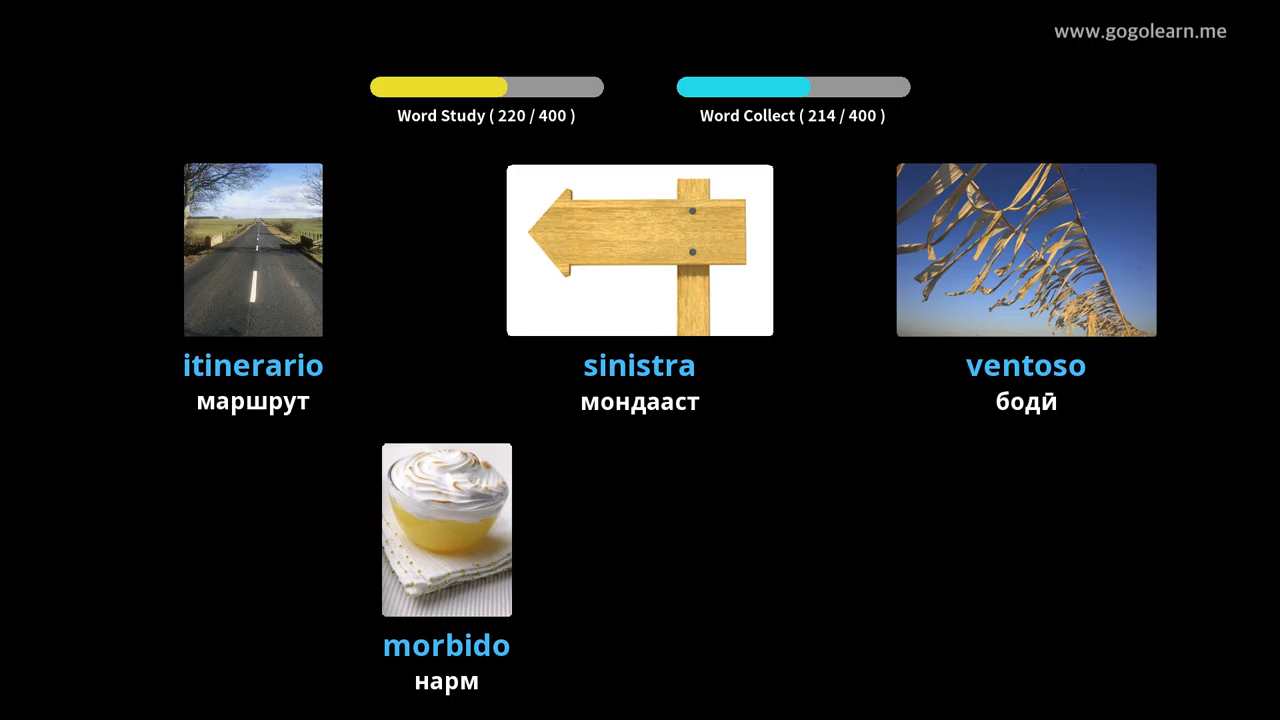 www.gogolearn.me
Word Study ( 220 / 400 )
Word Collect ( 214 / 400 )
itinerario
маршрут
sinistra
мондааст
ventoso
бодӣ
morbido
нарм